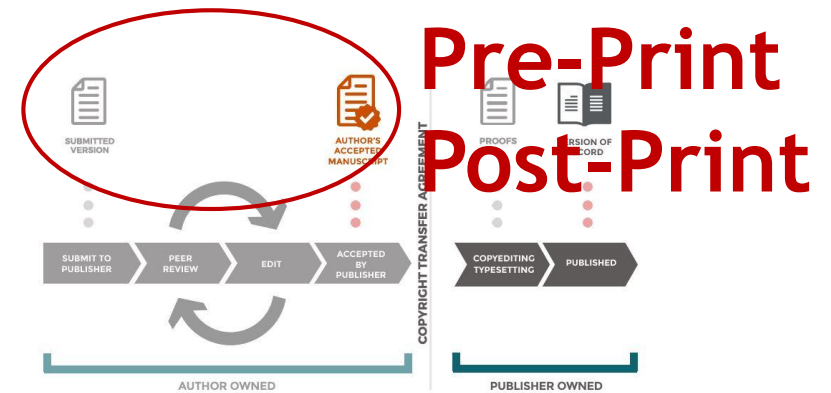 Pre-Print
Post-Print
SUBMITTED
VERSION
AUTHOR'S
ACCEPTED
MANUSCRIPT
COPYRIGHT TRANSFER AGREEMENT
PROOFS
VERSION OF
RECORD
SUBMIT TO
PUBLISHER
PEER
REVIEW
EDIT
ACCEPTED
BY
PUBLISHER
COPYEDITING
TYPESETTING
PUBLISHED
AUTHOR OWNED
PUBLISHER OWNED